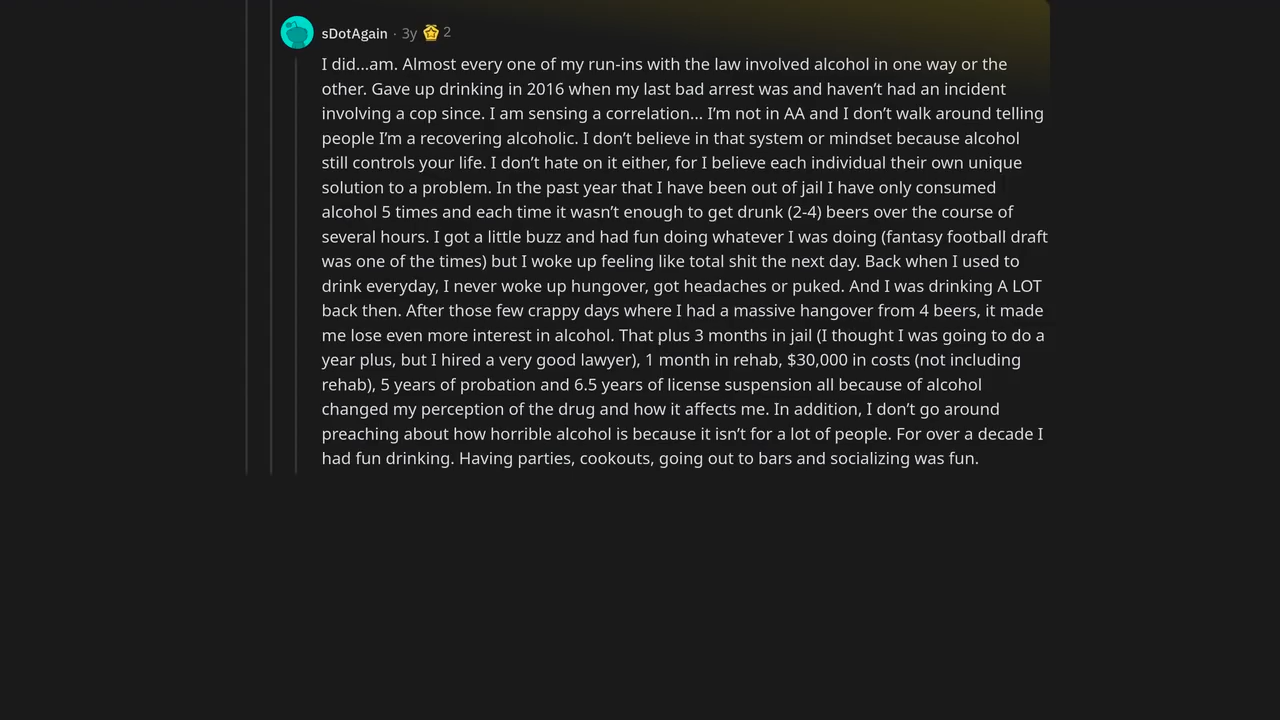 sDotAgain · 3y 2
I did...am. Almost every one of my run-ins with the law involved alcohol in one way or the
other. Gave up drinking in 2016 when my last bad arrest was and haven’t had an incident
involving a cop since. I am sensing a correlation... I’m not in AA and I don’t walk around telling
people I’m a recovering alcoholic. I don’t believe in that system or mindset because alcohol
still controls your life. I don’t hate on it either, for I believe each individual their own unique
solution to a problem. In the past year that I have been out of jail I have only consumed
alcohol 5 times and each time it wasn’t enough to get drunk (2-4) beers over the course of
several hours. I got a little buzz and had fun doing whatever I was doing (fantasy football draft
was one of the times) but I woke up feeling like total shit the next day. Back when I used to
drink everyday, I never woke up hungover, got headaches or puked. And I was drinking A LOT
back then. After those few crappy days where I had a massive hangover from 4 beers, it made
me lose even more interest in alcohol. That plus 3 months in jail (I thought I was going to do a
year plus, but I hired a very good lawyer), 1 month in rehab, $30,000 in costs (not including
rehab), 5 years of probation and 6.5 years of license suspension all because of alcohol
changed my perception of the drug and how it affects me. In addition, I don’t go around
preaching about how horrible alcohol is because it isn’t for a lot of people. For over a decade I
had fun drinking. Having parties, cookouts, going out to bars and socializing was fun.